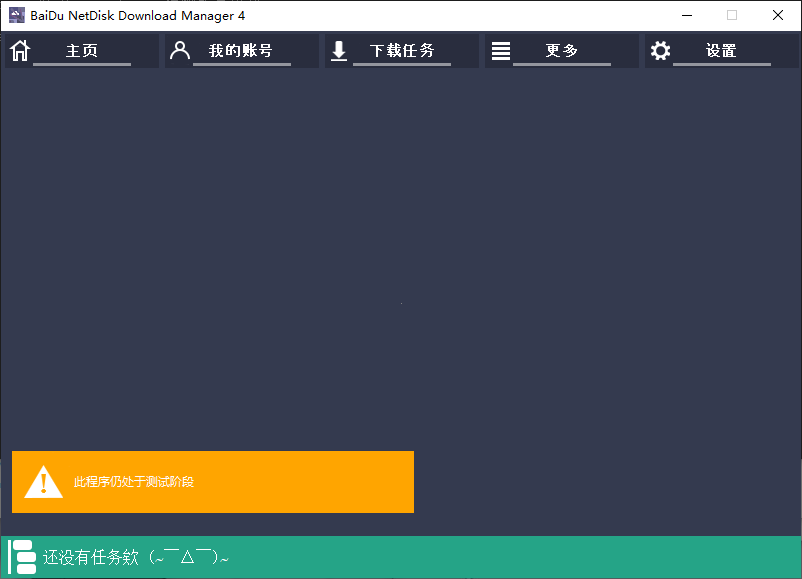 BaiDu NetDisk Download Manager 4
主页
我的账号
下载任务
更多
设置
此程序仍处于测试阶段
还没有任务欸（~￣△￣）~